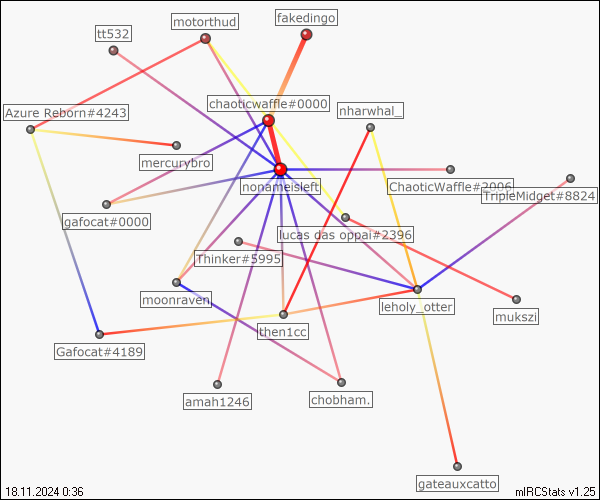 fakedingo
motorthud
tt532
chaoticwaffle#0000
nharwhal_
Azure Reborn#4243
mercurybro
nonameisleft
ChaoticWaffle#2006
TripleMidget#8824
gafocat#0000
lucas das oppai#2396
Thinker#5995
moonraven
leholy_otter
mukszi
then1cc
Gafocat#4189
amah1246
chobham.
gateauxcatto
18.11.2024 0:36
mIRCStats v1.25